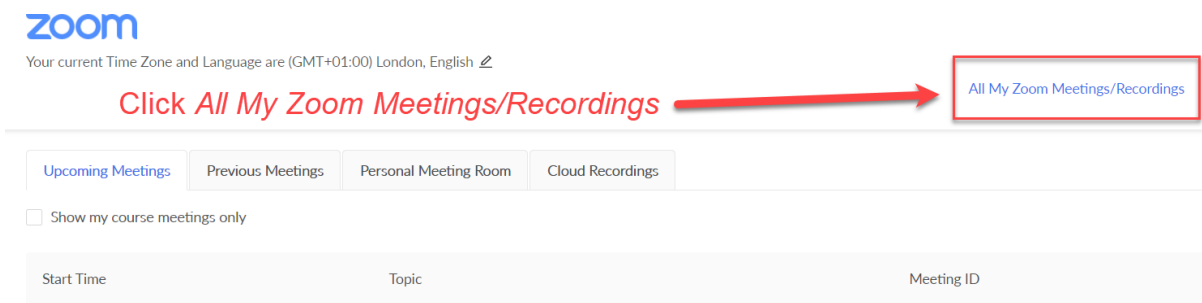 zoom
Your current Time Zone and Language are (GMT+01:00) London, English
Click All My Zoom Meetings/Recordings
All My Zoom Meetings/Recordings
Upcoming Meetings Previous Meetings Personal Meeting Room Cloud Recordings
Show my course meetings only
Start Time Topic Meeting ID